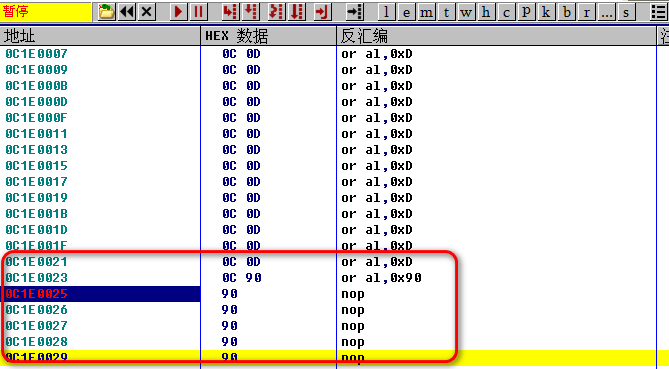 暂停 l e m t w h c p k b r ... s
地址 HEX 数据 反汇编
0C1E0007 0C 0D or al,0xD
0C1E0009 0C 0D or al,0xD
0C1E000B 0C 0D or al,0xD
0C1E000D 0C 0D or al,0xD
0C1E000F 0C 0D or al,0xD
0C1E0011 0C 0D or al,0xD
0C1E0013 0C 0D or al,0xD
0C1E0015 0C 0D or al,0xD
0C1E0017 0C 0D or al,0xD
0C1E0019 0C 0D or al,0xD
0C1E001B 0C 0D or al,0xD
0C1E001D 0C 0D or al,0xD
0C1E001F 0C 0D or al,0xD
0C1E0021 0C 0D or al,0xD
0C1E0023 0C 90 or al,0x90
0C1E0025 90 nop
0C1E0026 90 nop
0C1E0027 90 nop
0C1E0028 90 nop
0C1E0029 90 nop